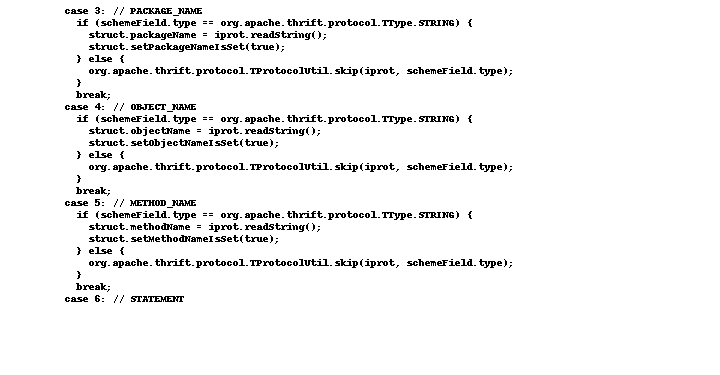 case 3: // PACKAGE_NAME
if (schemeField.type == org.apache.thrift.protocol.TType.STRING) {
struct.packageName = iprot.readString();
struct.setPackageNameIsSet(true);
} else {
org.apache.thrift.protocol.TProtocolUtil.skip(iprot, schemeField.type);
}
break;
case 4: // OBJECT_NAME
if (schemeField.type == org.apache.thrift.protocol.TType.STRING) {
struct.objectName = iprot.readString();
struct.setObjectNameIsSet(true);
} else {
org.apache.thrift.protocol.TProtocolUtil.skip(iprot, schemeField.type);
}
break;
case 5: // METHOD_NAME
if (schemeField.type == org.apache.thrift.protocol.TType.STRING) {
struct.methodName = iprot.readString();
struct.setMethodNameIsSet(true);
} else {
org.apache.thrift.protocol.TProtocolUtil.skip(iprot, schemeField.type);
}
break;
case 6: // STATEMENT